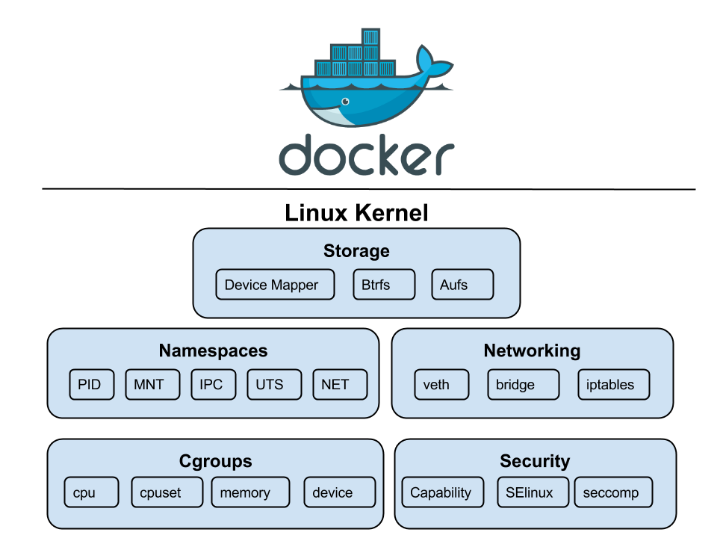 docker
Linux Kernel
Storage
Device Mapper Btrfs Aufs
Namespaces
PID MNT IPC UTS NET
Networking
veth bridge iptables
Cgroups
cpu cpuset memory device
Security
Capability SElinux seccomp